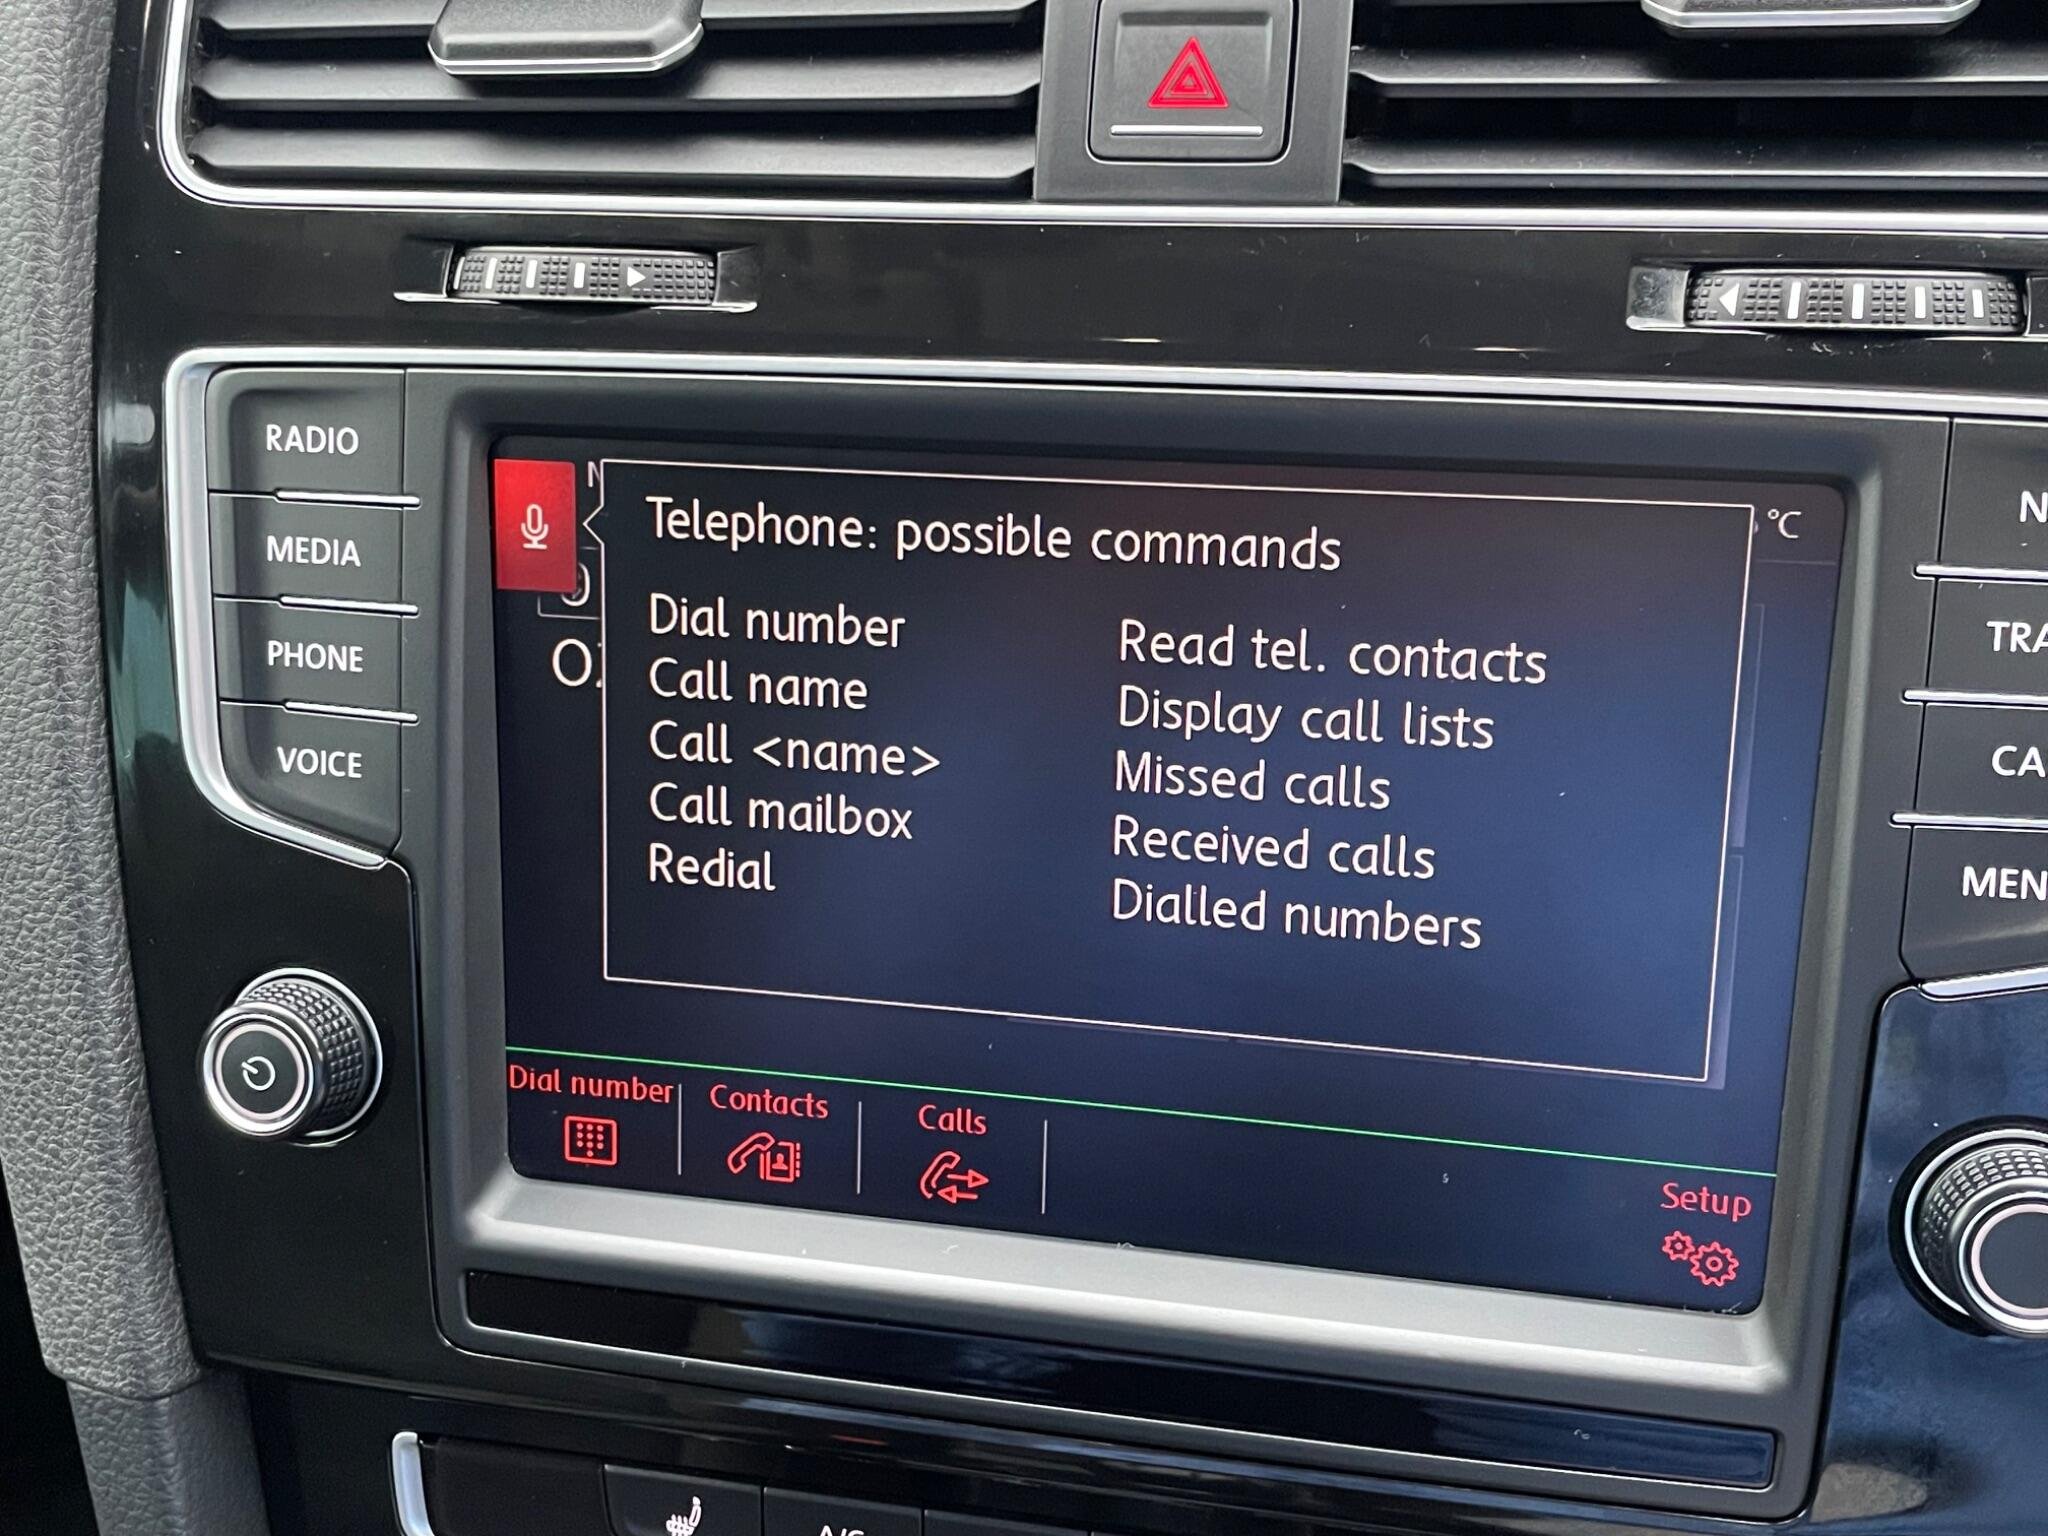 RADIO
MEDIA
PHONE
VOICE
°C
Telephone: possible commands
Dial number
Call name
Call <name>
Call mailbox
Redial
Read tel. contacts
Display call lists
Missed calls
Received calls
Dialled numbers
Dial number
Contacts
Calls
Setup